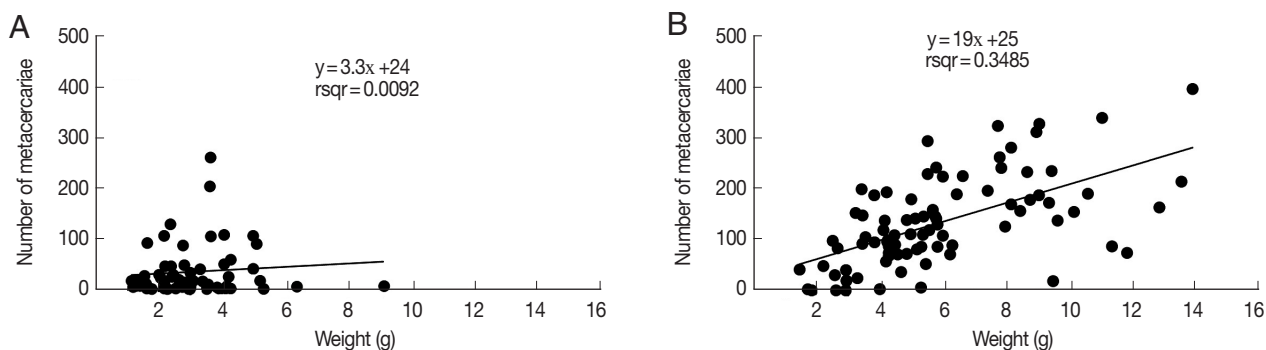 A
500
400
300
200
100
0
Number of metacercariae
y=3.3x +24
rsqr=0.0092
2 4 6 8 10 12 14 16
Weight (g)
B
500
400
300
200
100
0
Number of metacercariae
y=19x +25
rsqr=0.3485
2 4 6 8 10 12 14 16
Weight (g)